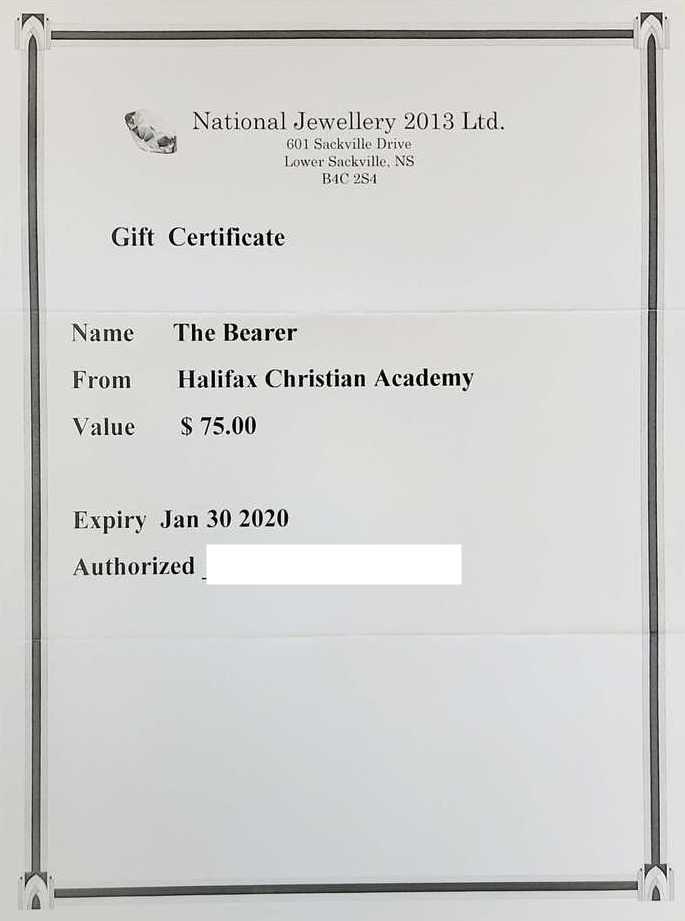 National Jewellery 2013 Ltd.
601 Sackville Drive
Lower Sackville, NS
B4C 2S4
Gift Certificate
Name The Bearer
From Halifax Christian Academy
Value $ 75.00
Expiry Jan 30 2020
Authorized _